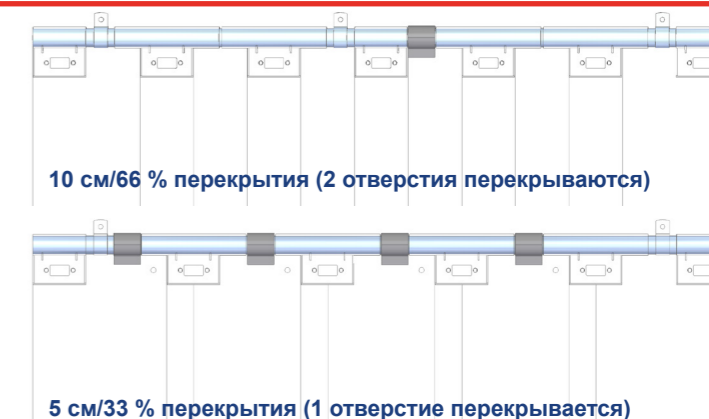 10 см/66 % перекрытия (2 отверстия перекрываются)
5 см/33 % перекрытия (1 отверстие перекрывается)